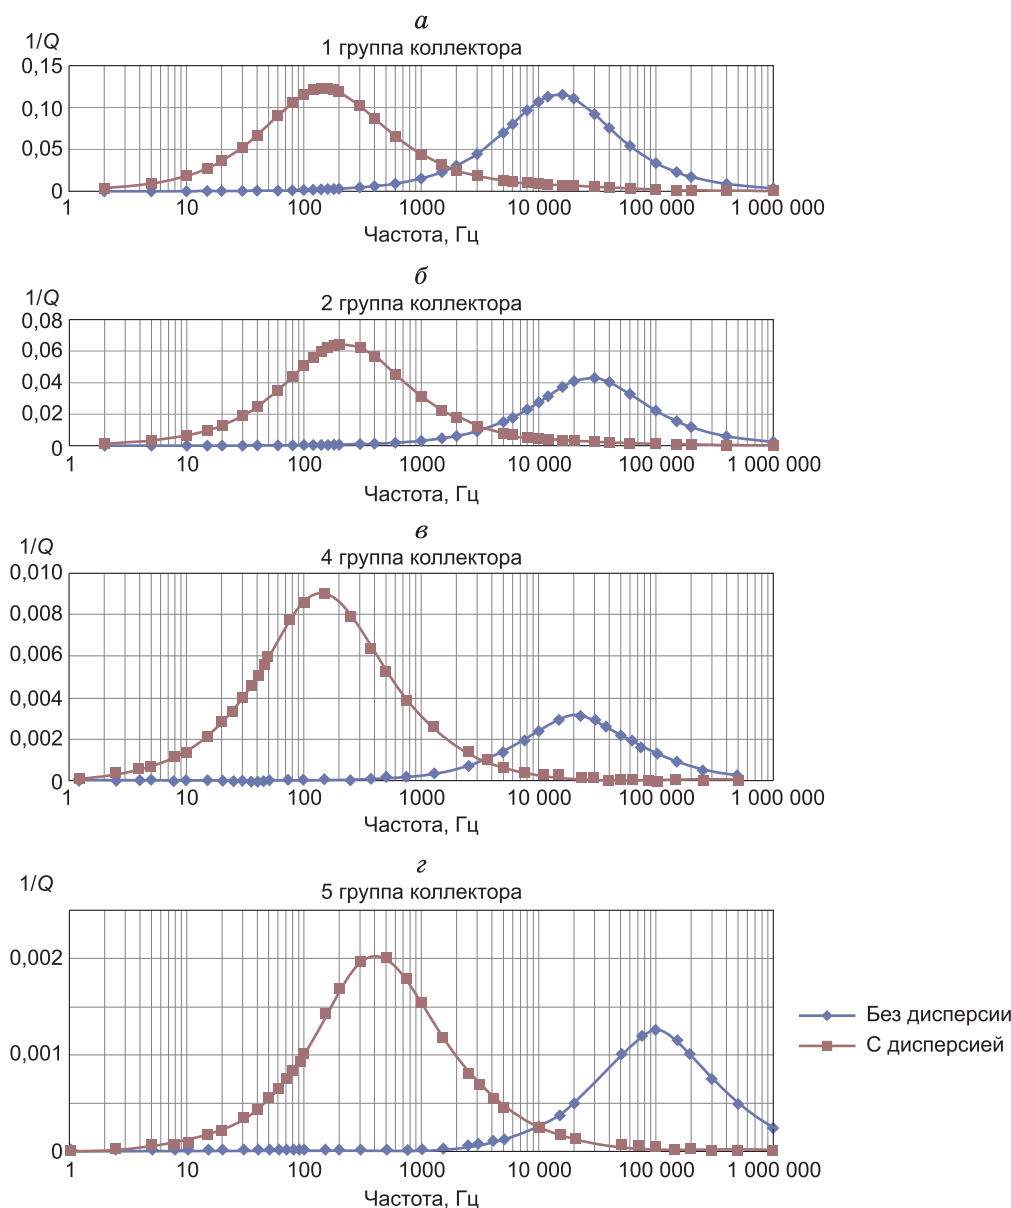 а
1 группа коллектора
1/Q
0,15
0,10
0,05
0
1 10 100 1000 10 000 100 000 1 000 000
Частота, Гц
б
2 группа коллектора
1/Q
0,08
0,06
0,04
0,02
0
1 10 100 1000 10 000 100 000 1 000 000
Частота, Гц
в
4 группа коллектора
1/Q
0,010
0,008
0,006
0,004
0,002
0
1 10 100 1000 10 000 100 000 1 000 000
Частота, Гц
г
5 группа коллектора
1/Q
0,002
0,001
0
1 10 100 1000 10 000 100 000 1 000 000
Частота, Гц
Без дисперсии
С дисперсией